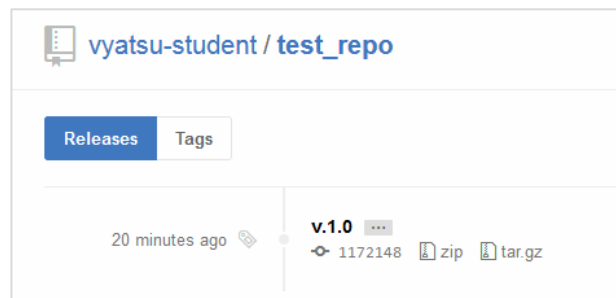 vyatsu-student / test_repo
Releases Tags
20 minutes ago
v.1.0 ...
1172148 zip tar.gz